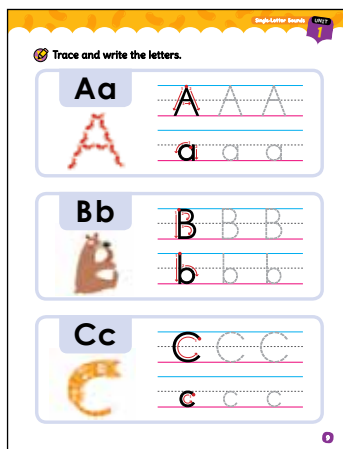 Single-Letter Sounds
UNIT
1
Trace and write the letters.
Aa
A A A
a a a
Bb
B B B
b b b
Cc
C C C
c c c
9